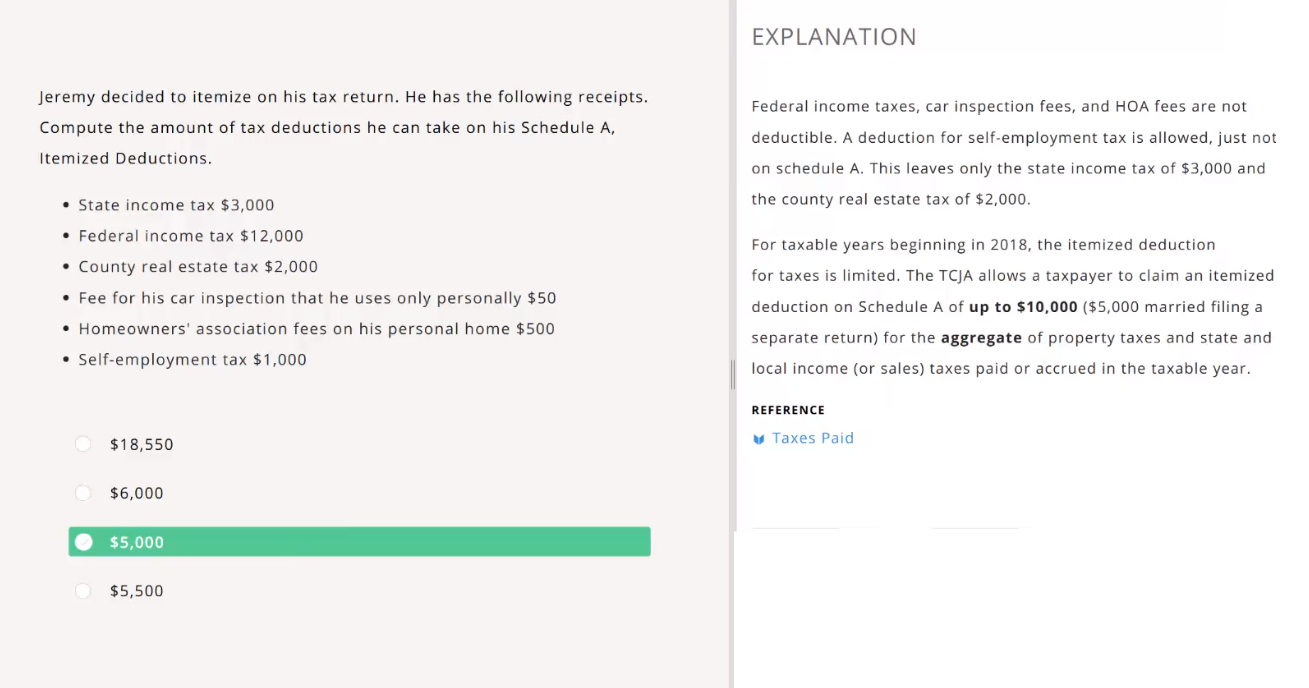 Jeremy decided to itemize on his tax return. He has the following receipts.
Compute the amount of tax deductions he can take on his Schedule A,
Itemized Deductions.
• State income tax $3,000
• Federal income tax $12,000
• County real estate tax $2,000
• Fee for his car inspection that he uses only personally $50
• Homeowners' association fees on his personal home $500
• Self-employment tax $1,000
$18,550
$6,000
$5,000
$5,500
EXPLANATION
Federal income taxes, car inspection fees, and HOA fees are not
deductible. A deduction for self-employment tax is allowed, just not
on schedule A. This leaves only the state income tax of $3,000 and
the county real estate tax of $2,000.
For taxable years beginning in 2018, the itemized deduction
for taxes is limited. The TCJA allows a taxpayer to claim an itemized
deduction on Schedule A of up to $10,000 ($5,000 married filing a
separate return) for the aggregate of property taxes and state and
local income (or sales) taxes paid or accrued in the taxable year.
REFERENCE
Taxes Paid